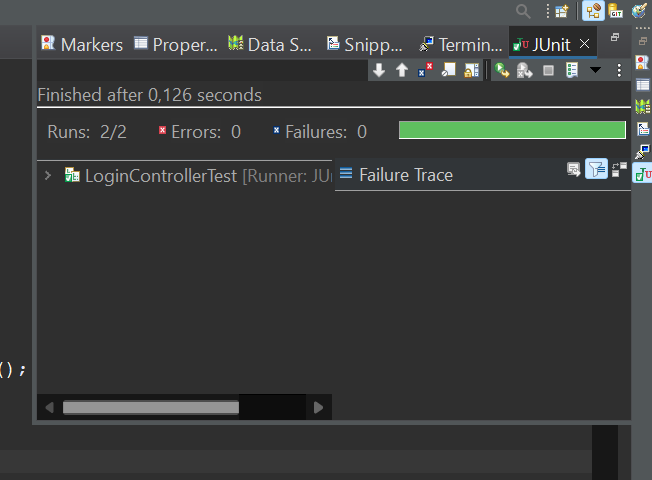 GIT
Markers Proper... Data S... Snipp... Termin... JUnit
Finished after 0,126 seconds
Runs: 2/2 Errors: 0 Failures: 0
LoginControllerTest [Runner: JU
Failure Trace
();